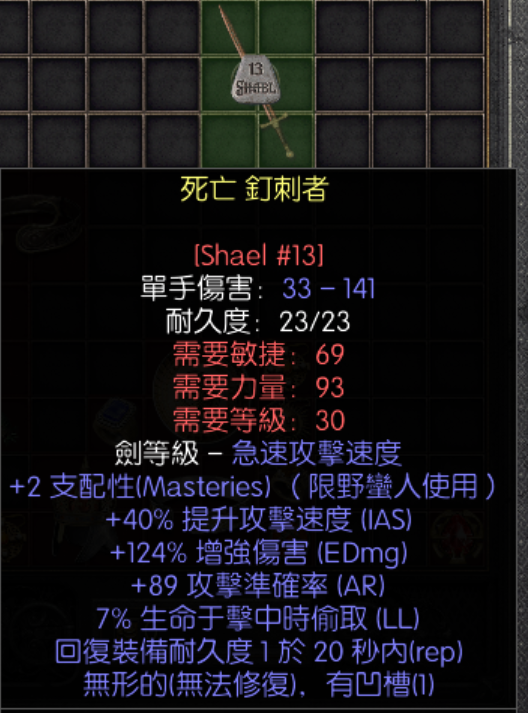 13
SHAEL
死亡 釘刺者
[Shael #13]
單手傷害: 33 - 141
耐久度: 23/23
需要敏捷: 69
需要力量: 93
需要等級: 30
劍等級 - 急速攻擊速度
+2 支配性(Masteries) （限野蠻人使用）
+40% 提升攻擊速度 (IAS)
+124% 增強傷害 (EDmg)
+89 攻擊準確率 (AR)
7% 生命于擊中時偷取 (LL)
回復裝備耐久度 1 於 20 秒內(rep)
無形的(無法修復), 有凹槽(1)